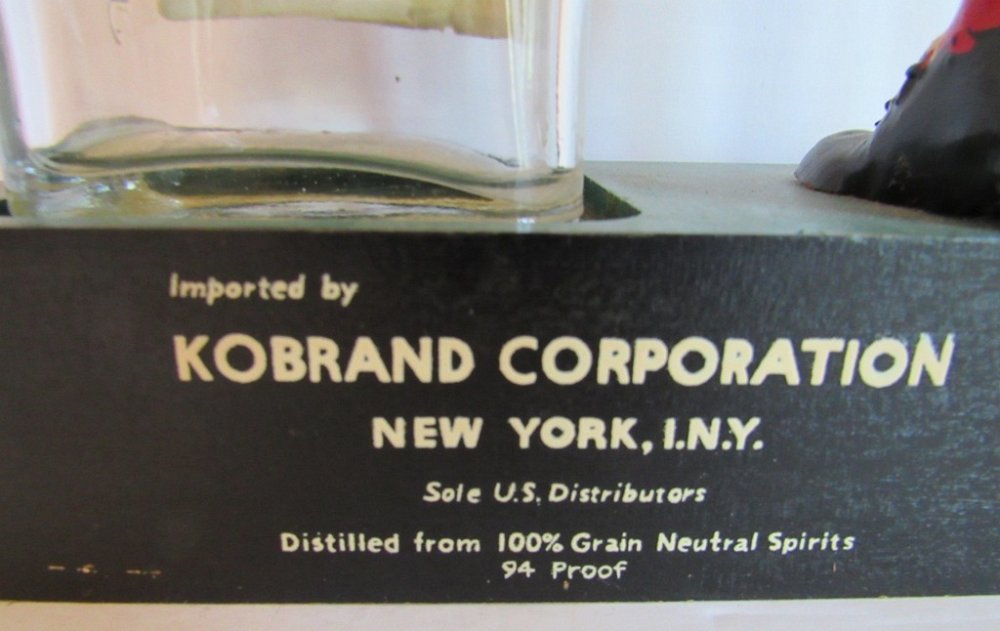 Imported by
KOBRAND CORPORATION
NEW YORK, I.N.Y.
Sole U.S. Distributors
Distilled from 100% Grain Neutral Spirits
94 Proof